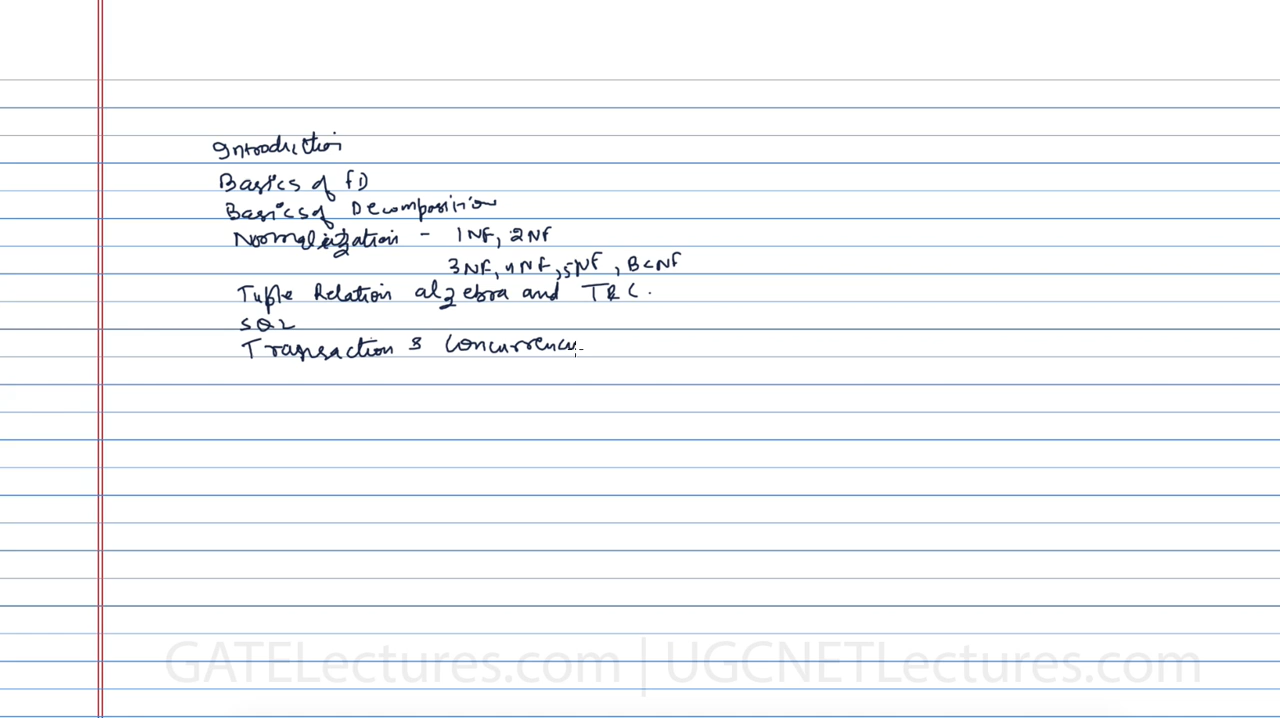 Introduction
Basics of FD
Basics of Decomposition
Normalization - 1NF, 2NF
3NF, 4NF, 5NF, BCNF
Tuple Relation algebra and TRC.
SQL
Transaction & Concurrency
GATELectures.com | UGCNETLectures.com